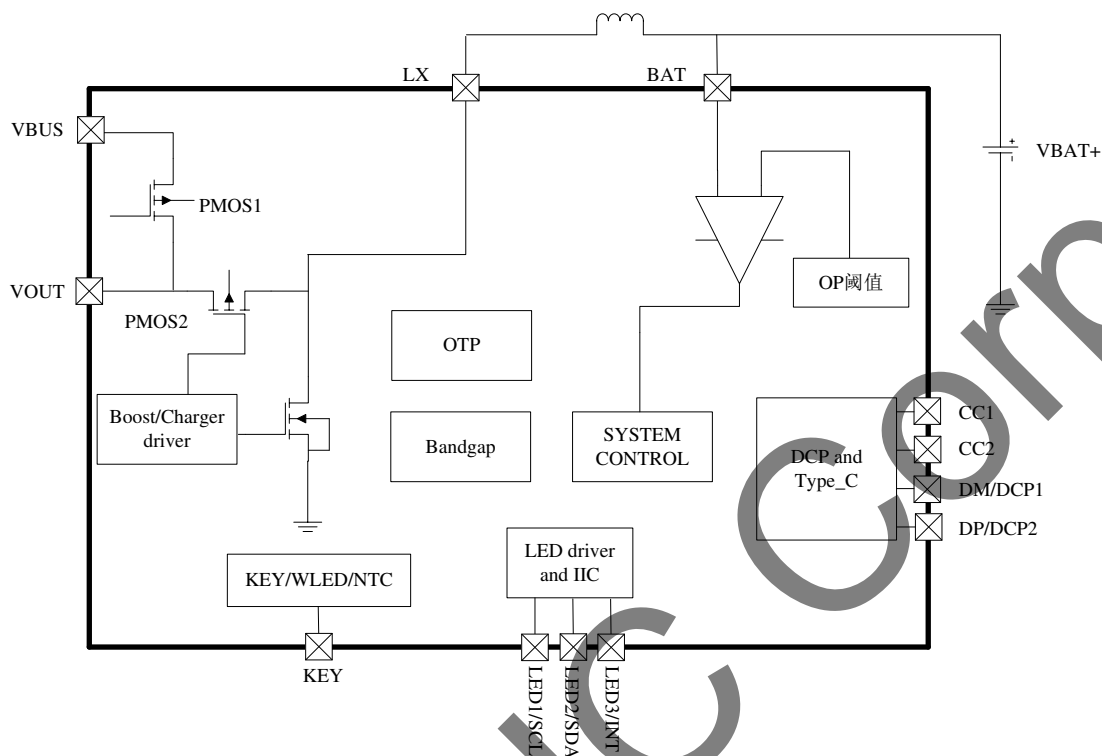 LX
BAT
VBUS
VBAT+
PMOS1
VOUT
OP阈值
PMOS2
OTP
Boost/Charger
driver
Bandgap
SYSTEM
CONTROL
DCP and
Type_C
CC1
CC2
DM/DCP1
DP/DCP2
LED driver
and IIC
KEY/WLED/NTC
KEY
LED1/SCL
LED2/SDA
LED3/INT
C Corp